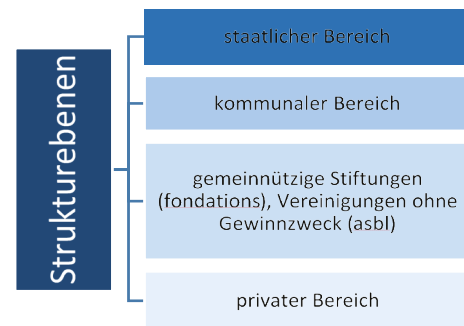 Strukturebenen
staatlicher Bereich
kommunaler Bereich
gemeinnützige Stiftungen
(fondations), Vereinigungen ohne
Gewinnzweck (asbl)
privater Bereich